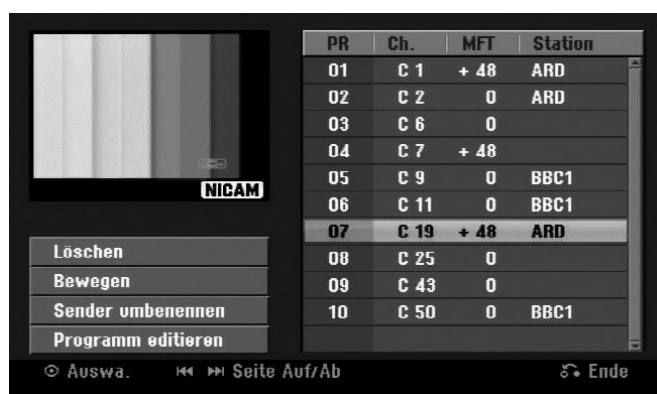 PR Ch. MFT Station
01 C 1 + 48 ARD
02 C 2 0 ARD
03 C 6 0
04 C 7 + 48
05 C 9 0 BBC1
06 C 11 0 BBC1
07 C 19 + 48 ARD
08 C 25 0
09 C 43 0
10 C 50 0 BBC1
NICAM
Löschen
Bewegen
Sender umbenennen
Programm editieren
Auswa. Seite Auf/Ab Ende